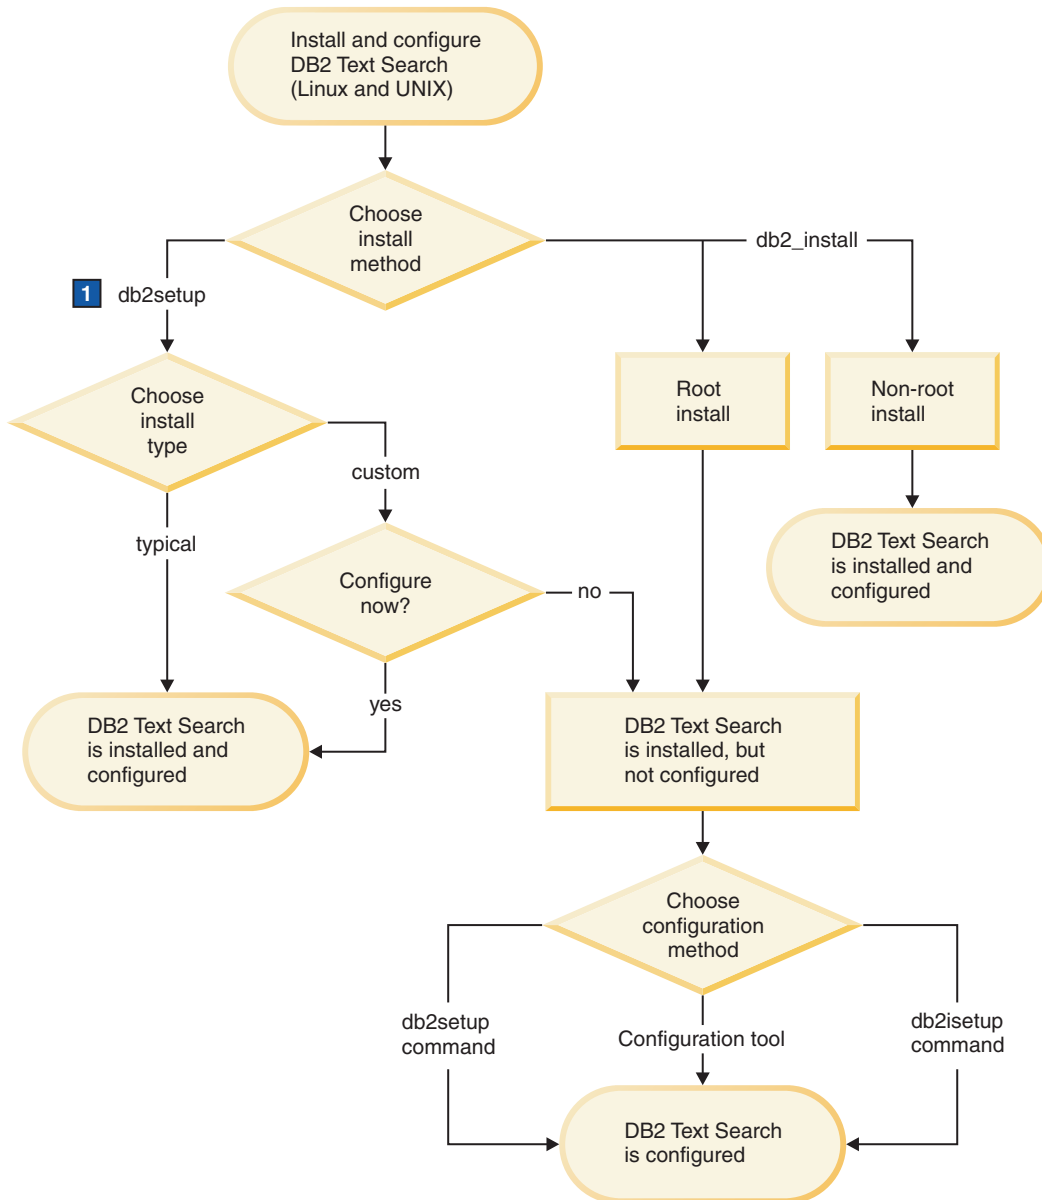 Install and configure
DB2 Text Search
(Linux and UNIX)
Choose
install
method
db2_install
1 db2setup
Choose
install
type
Root
install
Non-root
install
custom
typical
DB2 Text Search
is installed and
configured
Configure
now?
no
yes
DB2 Text Search
is installed and
configured
DB2 Text Search
is installed, but
not configured
Choose
configuration
method
db2setup
command
Configuration tool
db2isetup
command
DB2 Text Search
is configured